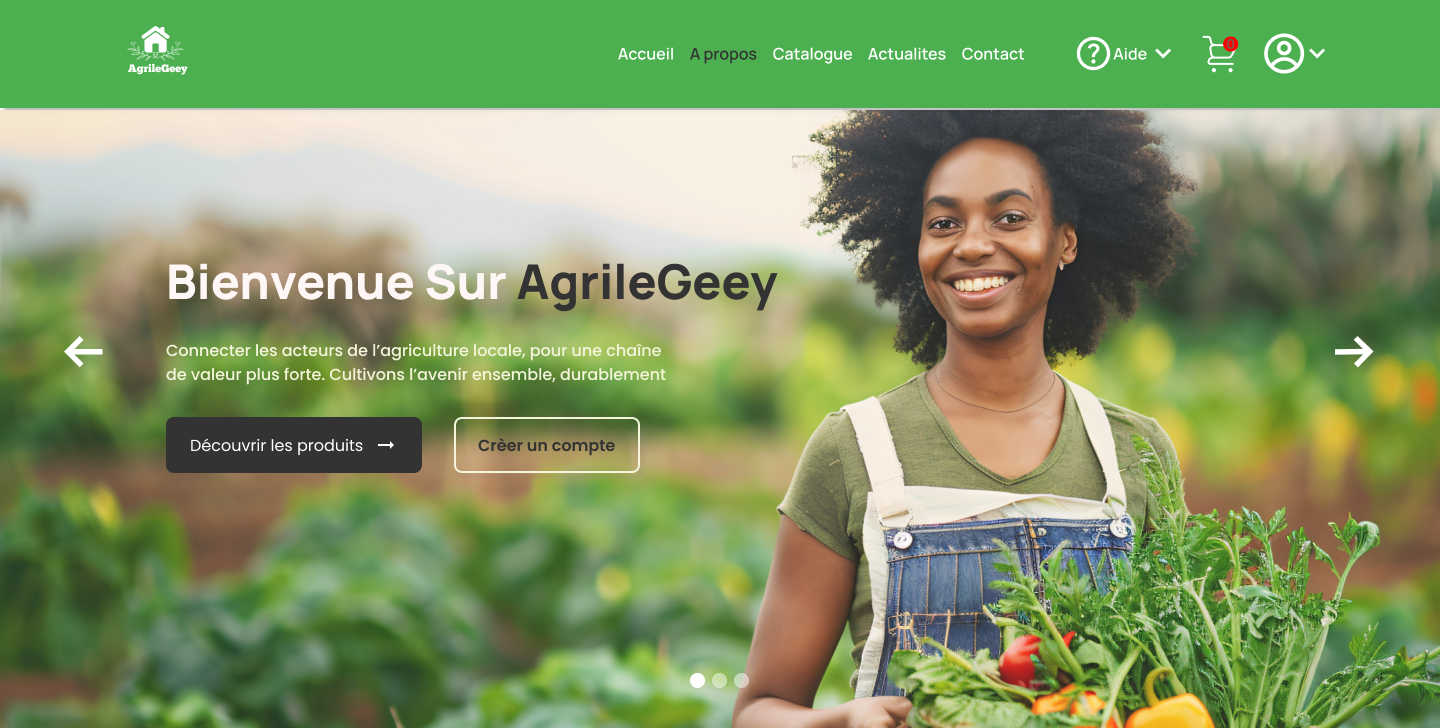 AgrileGeey
Accueil A propos Catalogue Actualites Contact Aide 0
Bienvenue Sur AgrileGeey
Connecter les acteurs de l’agriculture locale, pour une chaîne
de valeur plus forte. Cultivons l’avenir ensemble, durablement
Découvrir les produits
Crèer un compte